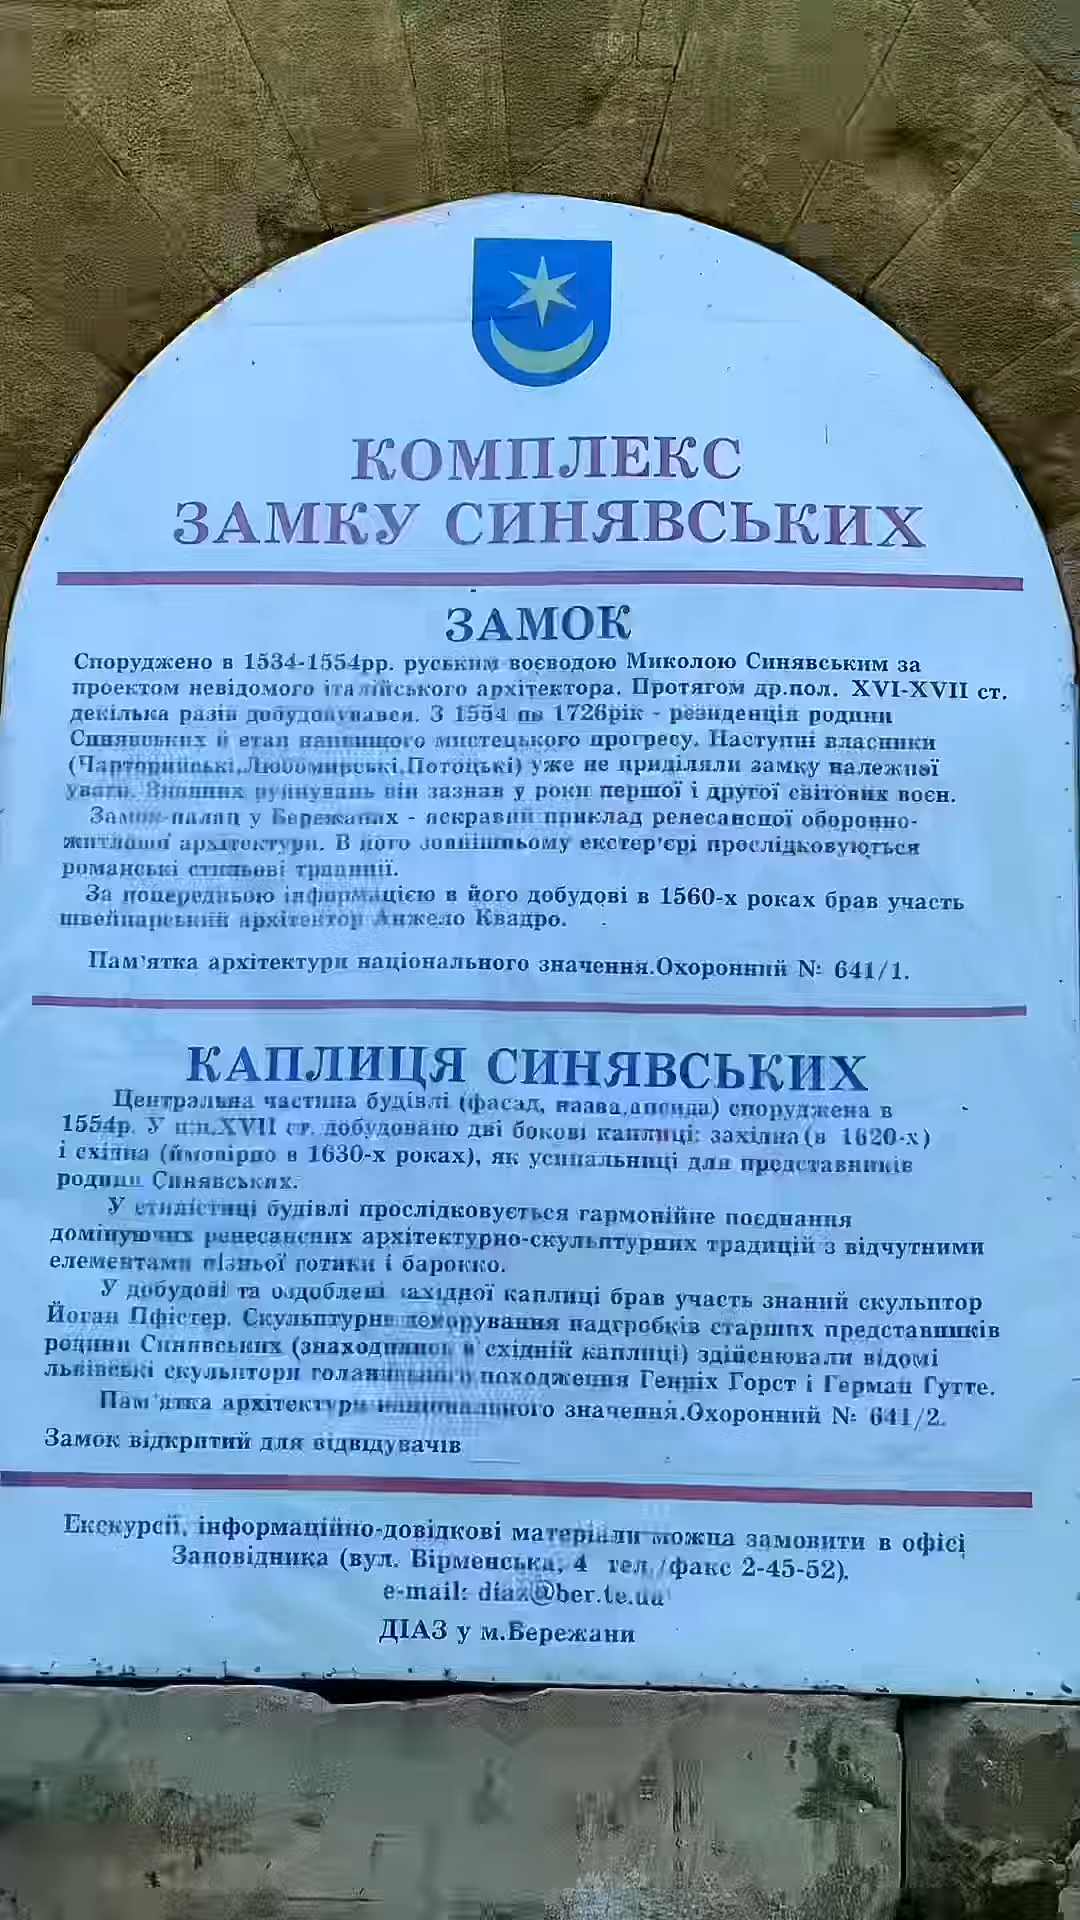 КОМПЛЕКС
ЗАМКУ СИНЯВСЬКИХ
ЗАМОК
Споруджено в 1534-1554рр. руським воєводою Миколою Синявським за
проектом невідомого італійського архітектора. Протягом др.пол. XVI-XVII ст.
декілька разів добудовувався. З 1554 по 1726рік - резиденція родини
Синявських й етап найвищого мистецького прогресу. Наступні власники
(Чарторийські,Любомирські,Потоцькі) уже не приділяли замку належної
уваги. Значних руйнувань він зазнав у роки першої і другої світових воєн.
Замок-палац у Бережанах - яскравий приклад ренесансної оборонно-
житлової архітектури. В його зовнішньому екстер'єрі прослідковуються
романські стильові традиції.
За попередньою інформацією в його добудові в 1560-х роках брав участь
швейцарський архітектор Анжело Квадро.
Пам'ятка архітектури національного значення.Охоронний № 641/1.
КАПЛИЦЯ СИНЯВСЬКИХ
Центральна частина будівлі (фасад, апсида) споруджена в
1554р. У XVII ст. добудовано дві бокові каплиці: західна(в 1620-х)
і східна (ймовірно в 1630-х роках), як усипальниці для представників
родини Синявських.
У стилістиці будівлі прослідковується гармонійне поєднання
домінуючих ренесансних архітектурно-скульптурних традицій з відчутними
елементами пізньої готики і барокко.
У добудові та оздобленні західної каплиці брав участь знаний скульптор
Йоган Пфістер. Скульптурне декорування надгробків старших представників
родини Синявських (знаходились в східній каплиці) здійснювали відомі
львівські скульптори голандського походження Генріх Горст і Герман Гутте.
Пам'ятка архітектури національного значення.Охоронний № 641/2.
Замок відкритий для відвідувачів
Екскурсії, інформаційно-довідкові матеріали можна замовити в офісі
Заповідника (вул. Вірменська, 4 тел./факс 2-45-52).
e-mail: diaz@ber.te.ua
ДІАЗ у м.Бережани